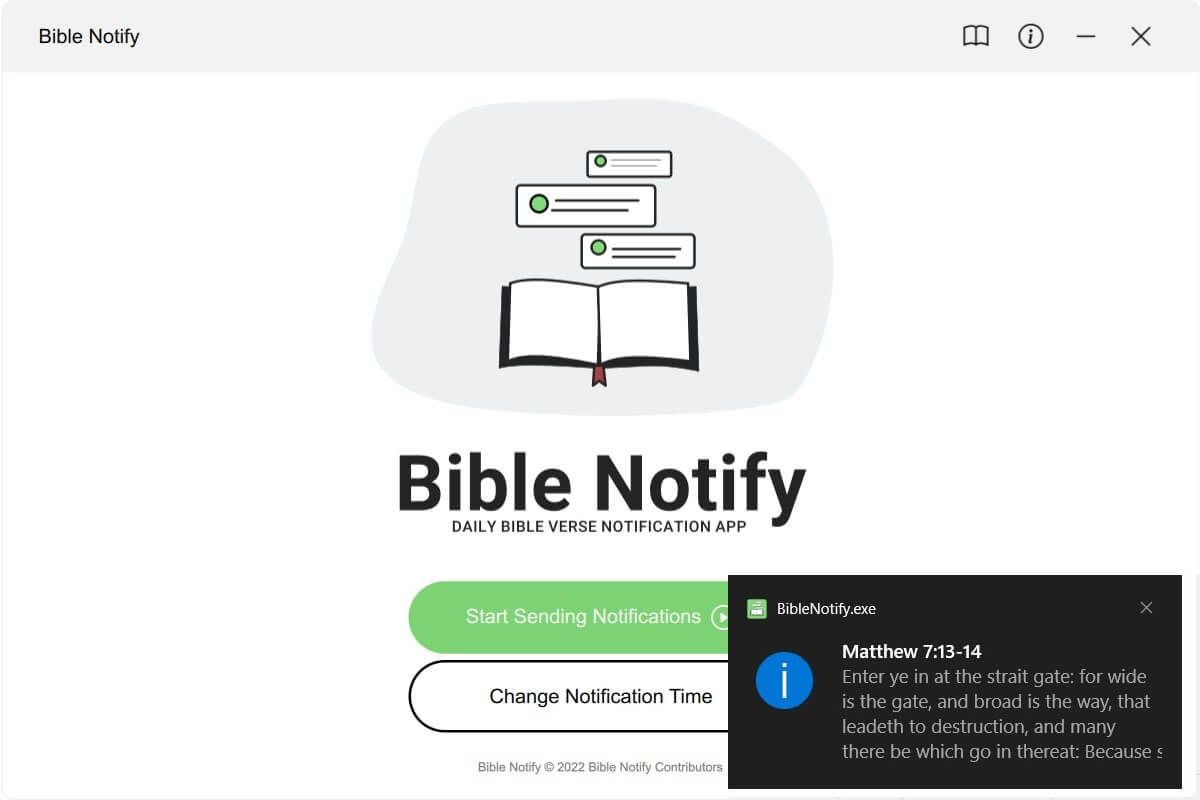 Bible Notify
Bible Notify
DAILY BIBLE VERSE NOTIFICATION APP
Start Sending Notifications
Change Notification Time
Bible Notify © 2022 Bible Notify Contributors
BibleNotify.exe
Matthew 7:13-14
Enter ye in at the strait gate: for wide
is the gate, and broad is the way, that
leadeth to destruction, and many
there be which go in thereat: Because